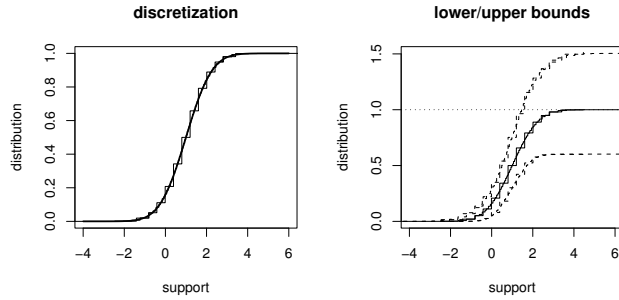 discretization
distribution
1.0
0.8
0.6
0.4
0.2
0.0
−4 −2 0 2 4 6
support
lower/upper bounds
distribution
1.5
1.0
0.5
0.0
−4 −2 0 2 4 6
support